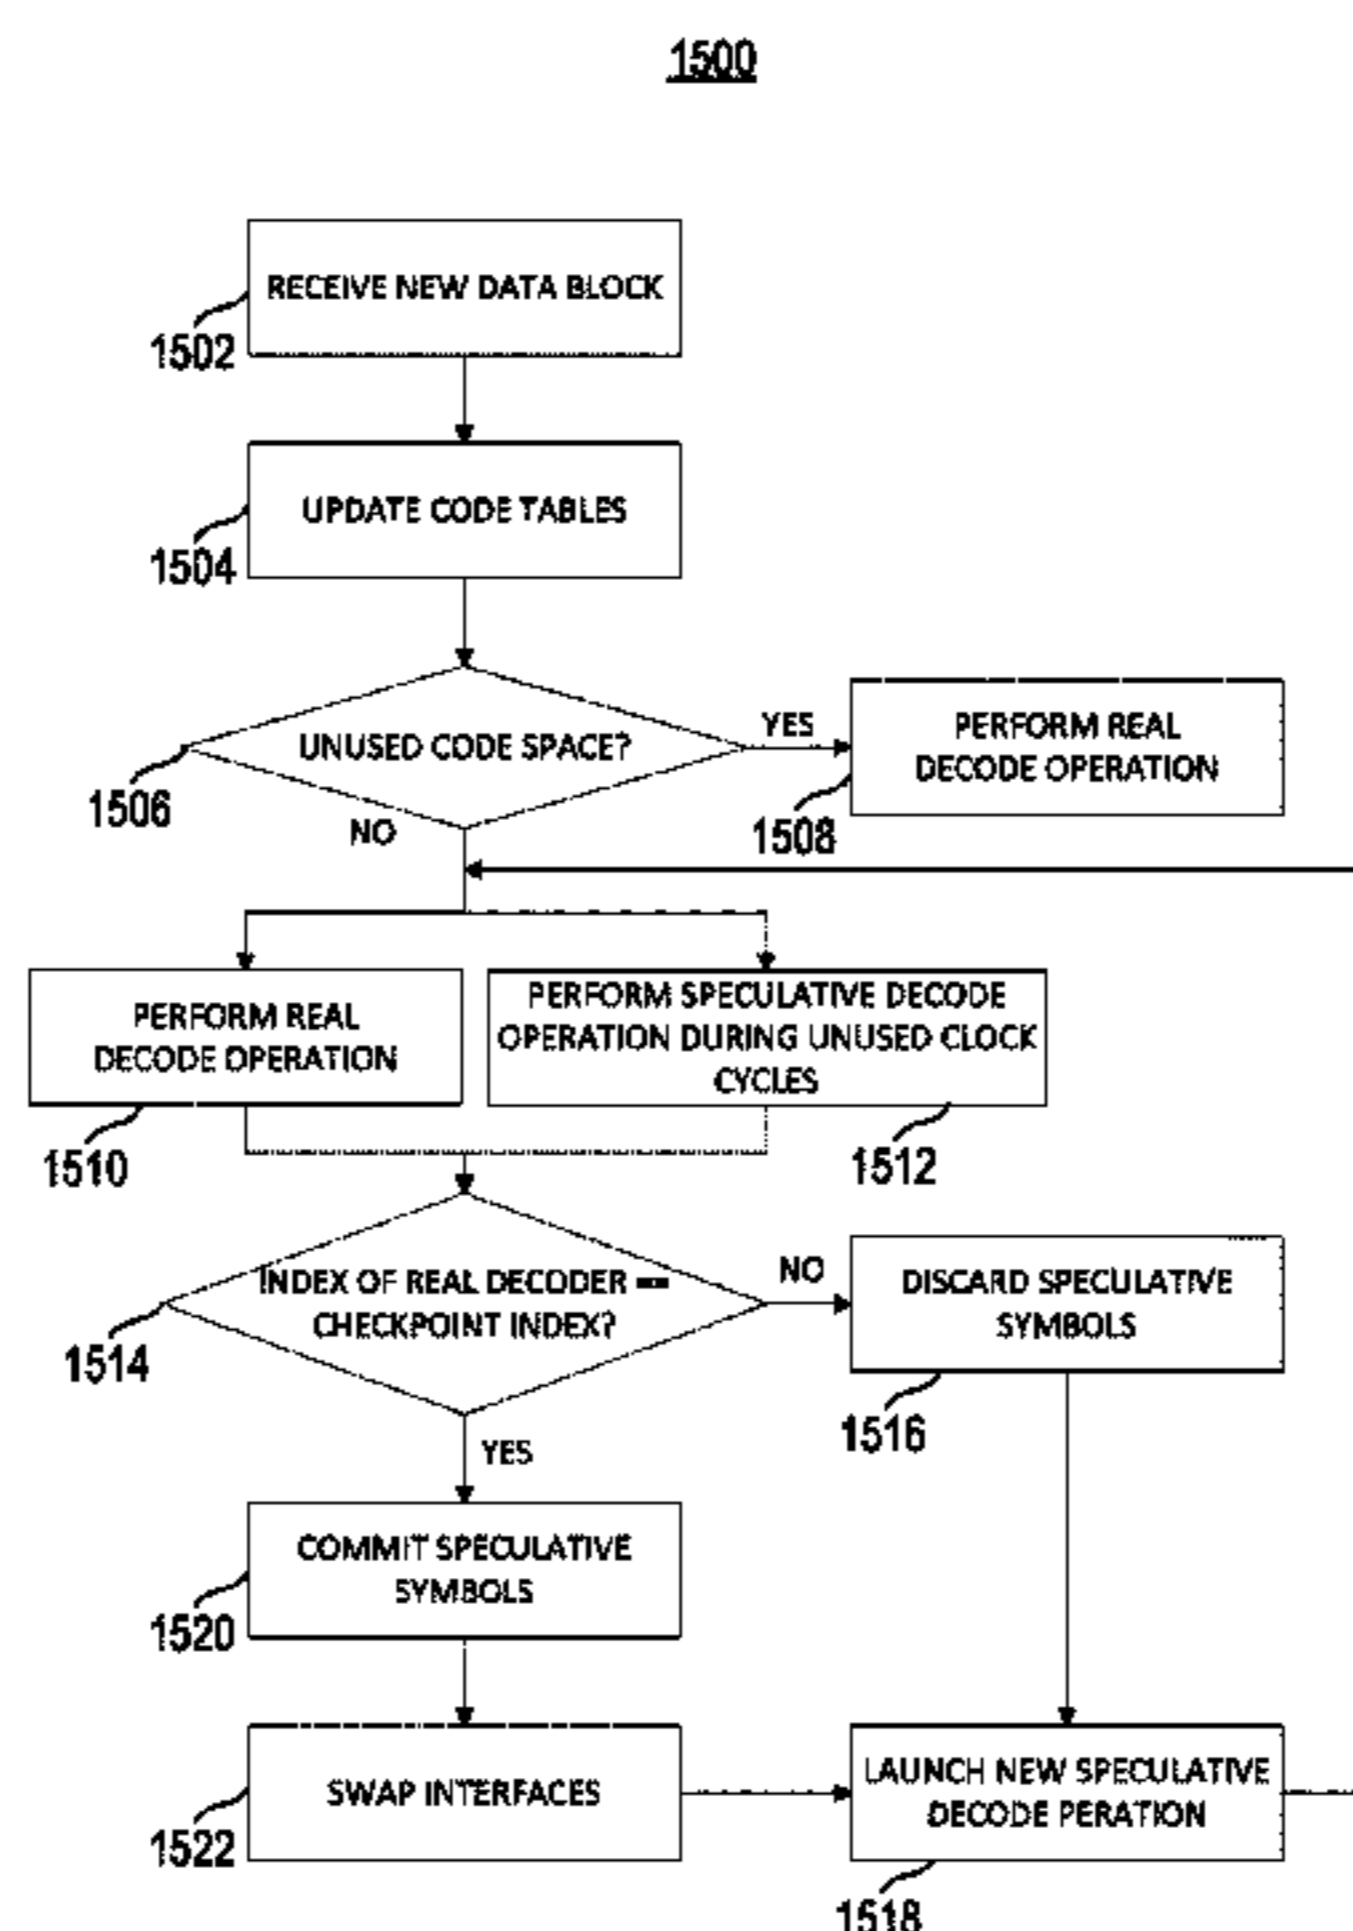 1500
RECEIVE NEW DATA BLOCK
1502
UPDATE CODE TABLES
1504
UNUSED CODE SPACE?
YES
1506
NO
PERFORM REAL
DECODE OPERATION
1508
PERFORM REAL
DECODE OPERATION
1510
PERFORM SPECULATIVE DECODE
OPERATION DURING UNUSED CLOCK
CYCLES
1512
INDEX OF REAL DECODER ==
CHECKPOINT INDEX?
NO
1514
YES
DISCARD SPECULATIVE
SYMBOLS
1516
COMMIT SPECULATIVE
SYMBOLS
1520
SWAP INTERFACES
1522
LAUNCH NEW SPECULATIVE
DECODE PERATION
1518